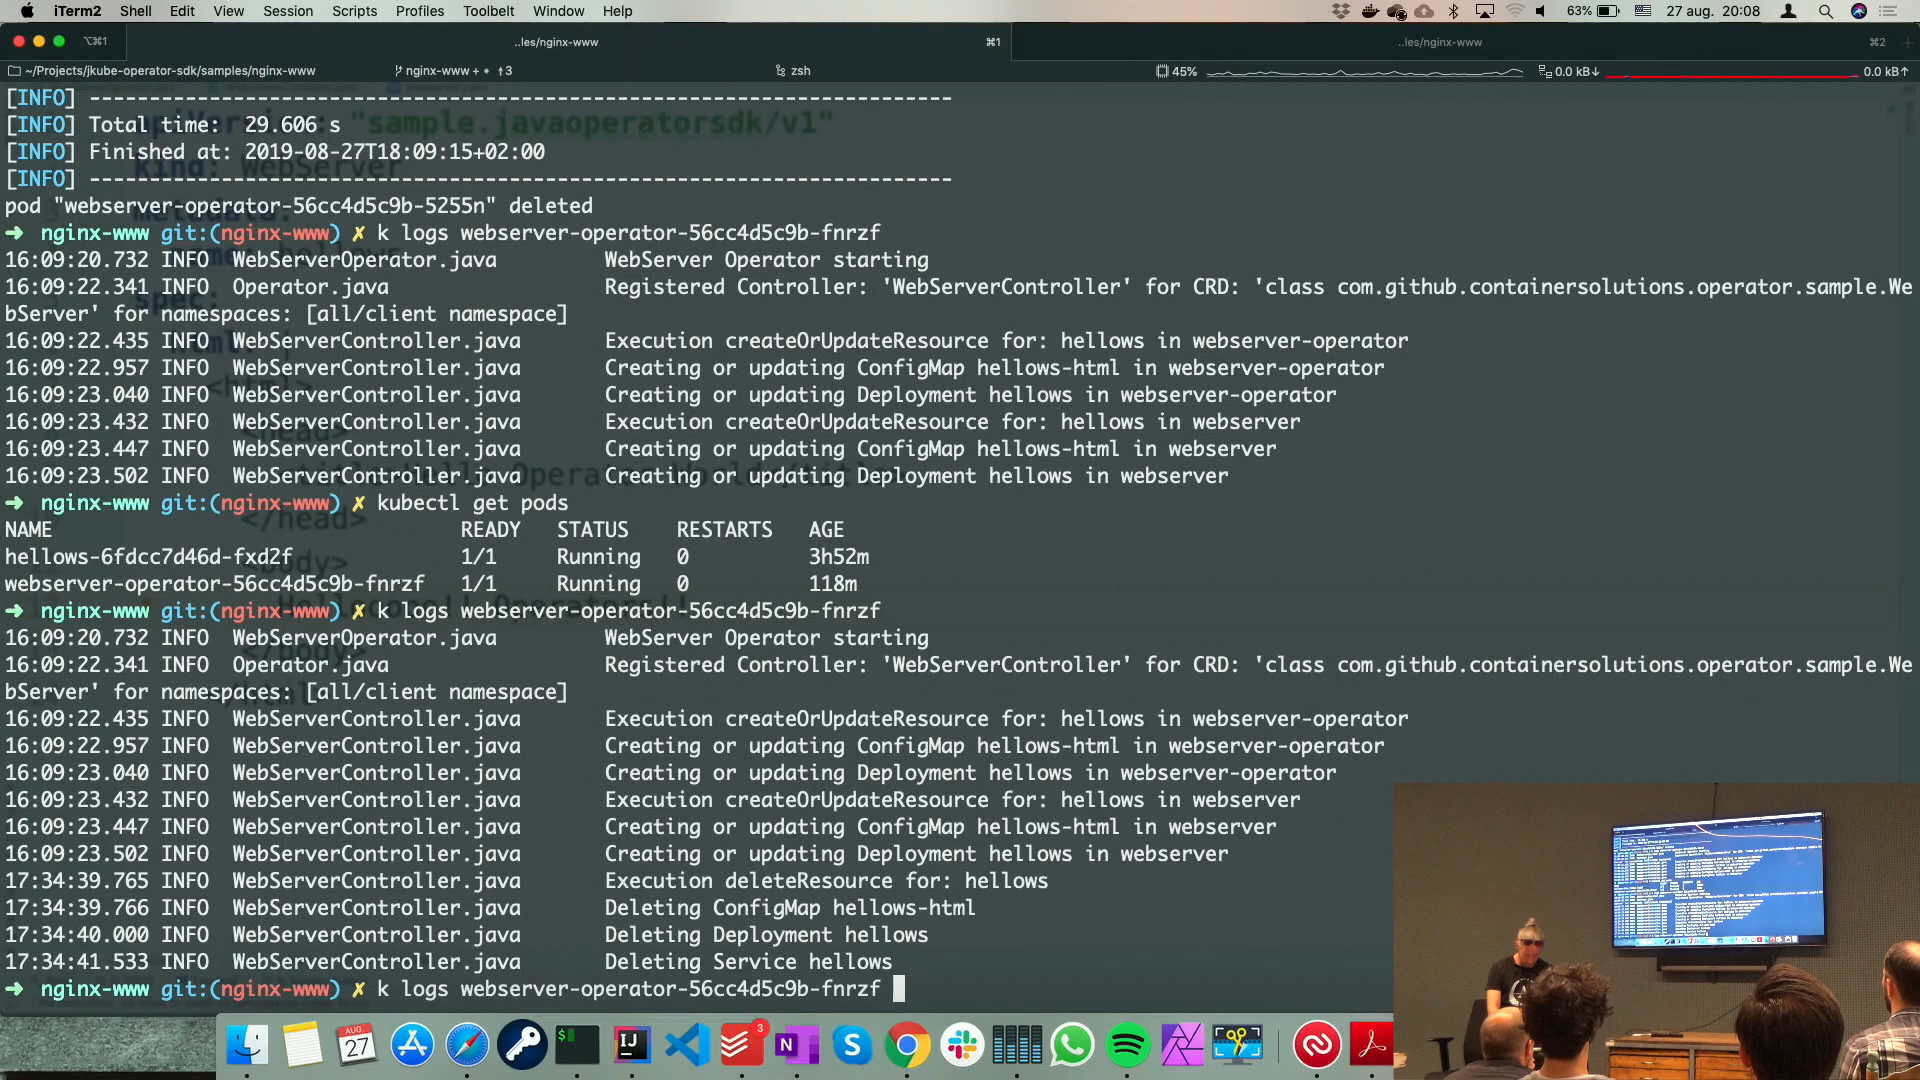 iTerm2 Shell Edit View Session Scripts Profiles Toolbelt Window Help 63% 27 aug. 20:08
⌥⌘1 ..les/nginx-www ⌘1 ..les/nginx-www ⌘2
~/Projects/jkube-operator-sdk/samples/nginx-www nginx-www + • ↑3 zsh 45% 0.0 kB↓ 0.0 kB↑
[INFO] ------------------------------------------------------------------------
[INFO] Total time:  29.606 s
[INFO] Finished at: 2019-08-27T18:09:15+02:00
[INFO] ------------------------------------------------------------------------
pod "webserver-operator-56cc4d5c9b-5255n" deleted
➜ nginx-www git:(nginx-www) ✗ k logs webserver-operator-56cc4d5c9b-fnrzf
16:09:20.732 INFO  WebServerOperator.java         WebServer Operator starting
16:09:22.341 INFO  Operator.java                  Registered Controller: 'WebServerController' for CRD: 'class com.github.containersolutions.operator.sample.We
bServer' for namespaces: [all/client namespace]
16:09:22.435 INFO  WebServerController.java       Execution createOrUpdateResource for: hellows in webserver-operator
16:09:22.957 INFO  WebServerController.java       Creating or updating ConfigMap hellows-html in webserver-operator
16:09:23.040 INFO  WebServerController.java       Creating or updating Deployment hellows in webserver-operator
16:09:23.432 INFO  WebServerController.java       Execution createOrUpdateResource for: hellows in webserver
16:09:23.447 INFO  WebServerController.java       Creating or updating ConfigMap hellows-html in webserver
16:09:23.502 INFO  WebServerController.java       Creating or updating Deployment hellows in webserver
➜ nginx-www git:(nginx-www) ✗ kubectl get pods
NAME                                  READY   STATUS    RESTARTS   AGE
hellows-6fdcc7d46d-fxd2f              1/1     Running   0          3h52m
webserver-operator-56cc4d5c9b-fnrzf   1/1     Running   0          118m
➜ nginx-www git:(nginx-www) ✗ k logs webserver-operator-56cc4d5c9b-fnrzf
16:09:20.732 INFO  WebServerOperator.java         WebServer Operator starting
16:09:22.341 INFO  Operator.java                  Registered Controller: 'WebServerController' for CRD: 'class com.github.containersolutions.operator.sample.We
bServer' for namespaces: [all/client namespace]
16:09:22.435 INFO  WebServerController.java       Execution createOrUpdateResource for: hellows in webserver-operator
16:09:22.957 INFO  WebServerController.java       Creating or updating ConfigMap hellows-html in webserver-operator
16:09:23.040 INFO  WebServerController.java       Creating or updating Deployment hellows in webserver-operator
16:09:23.432 INFO  WebServerController.java       Execution createOrUpdateResource for: hellows in webserver
16:09:23.447 INFO  WebServerController.java       Creating or updating ConfigMap hellows-html in webserver
16:09:23.502 INFO  WebServerController.java       Creating or updating Deployment hellows in webserver
17:34:39.765 INFO  WebServerController.java       Execution deleteResource for: hellows
17:34:39.766 INFO  WebServerController.java       Deleting ConfigMap hellows-html
17:34:40.000 INFO  WebServerController.java       Deleting Deployment hellows
17:34:41.533 INFO  WebServerController.java       Deleting Service hellows
➜ nginx-www git:(nginx-www) ✗ k logs webserver-operator-56cc4d5c9b-fnrzf
AUG. 27 $ IJ 3 N S